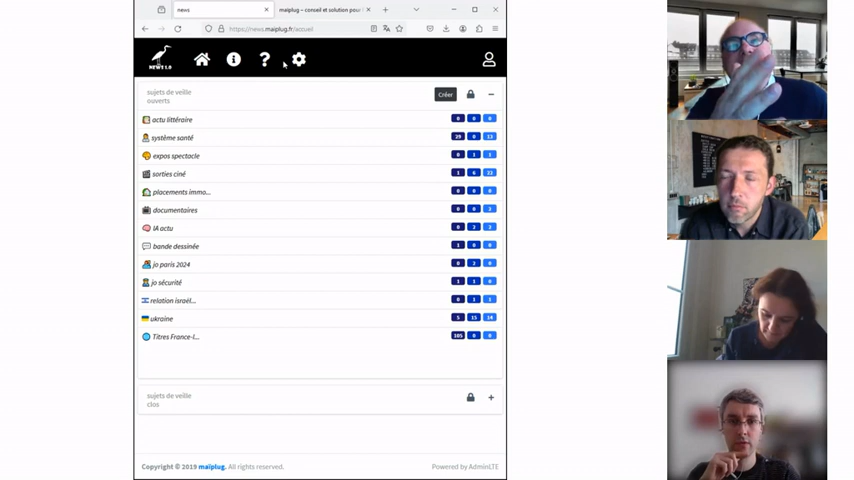 news
maïplug – conseil et solution pour
https://news.maiplug.fr/accueil
NEWS 1.0
sujets de veille
ouverts
Créer
actu littéraire 0 0 0
système santé 29 0 13
expos spectacle 0 1 1
sorties ciné 1 6 22
placements immo... 0 0 0
documentaires 0 0 2
IA actu 0 3 3
bande dessinée 1 0 0
jo paris 2024 0 2 0
jo sécurité 1 1 0
relation israël... 0 1 1
ukraine 5 15 14
Titres France-I... 105 0 0
sujets de veille
clos
Copyright © 2019 maïplug. All rights reserved.
Powered by AdminLTE